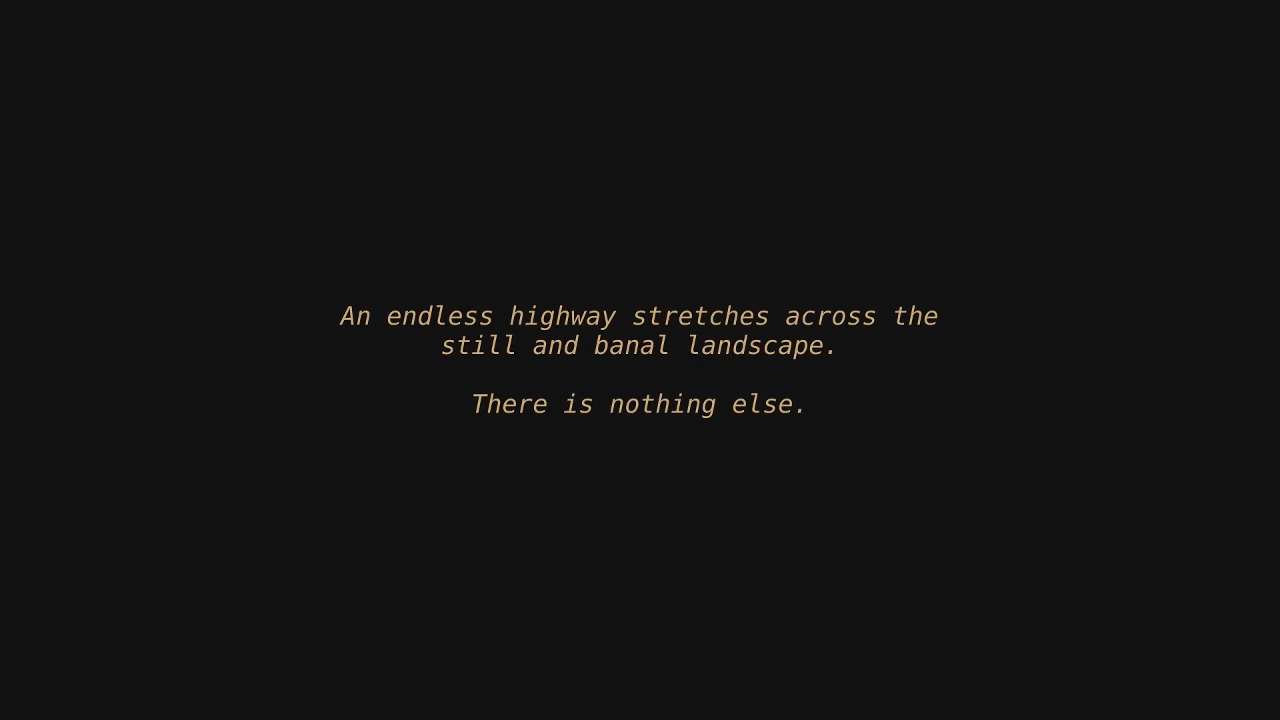 An endless highway stretches across the
still and banal landscape.
There is nothing else.